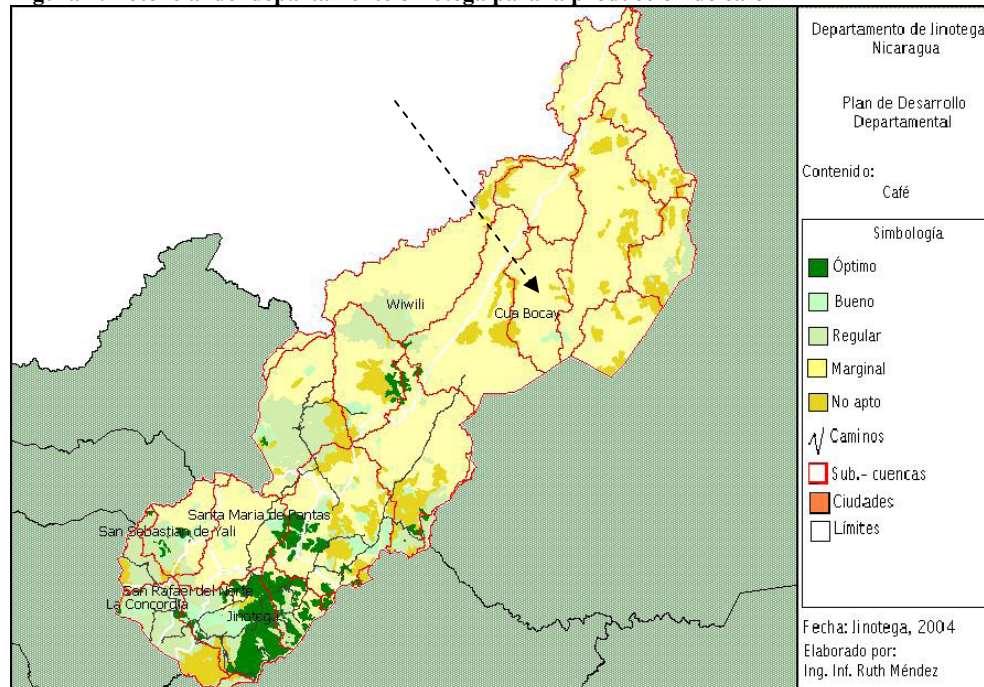 Departamento de Jinotega
Nicaragua
Plan de Desarrollo
Departamental
Contenido:
Café
Simbología
Óptimo
Bueno
Regular
Marginal
No apto
Caminos
Sub.- cuencas
Ciudades
Límites
Fecha: Jinotega, 2004
Elaborado por:
Ing. Inf. Ruth Méndez
Wiwili
Cua Bocay
Santa Maria de Pantas
San Sebastian de Yali
San Rafael del Norte
La Concordia
Jinotega